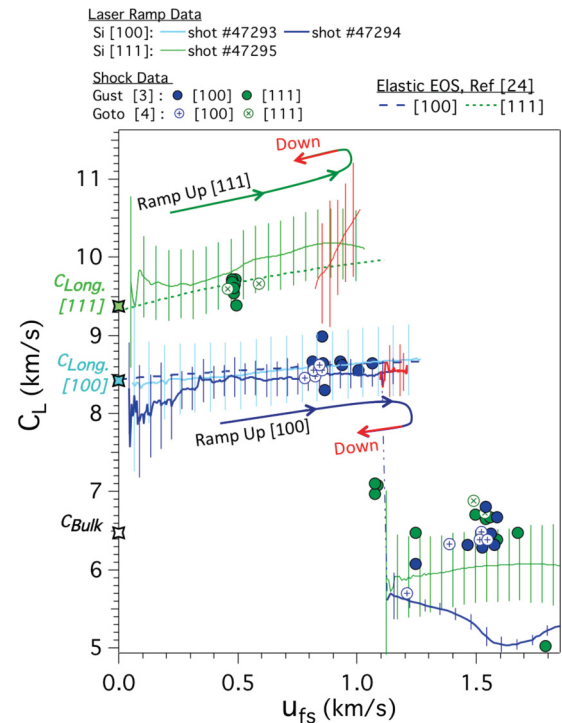 Laser Ramp Data
Si [100]: shot #47293 shot #47294
Si [111]: shot #47295
Shock Data
Gust [3]: [100] [111]
Goto [4]: [100] [111]
Elastic EOS, Ref [24]
[100] [111]
Down
Ramp Up [111]
11
10
C Long. [111]
9
C Long. [100]
8
C_L (km/s)
Ramp Up [100]
Down
7
C Bulk
6
5
0.0 0.5 1.0 1.5
u_fs (km/s)